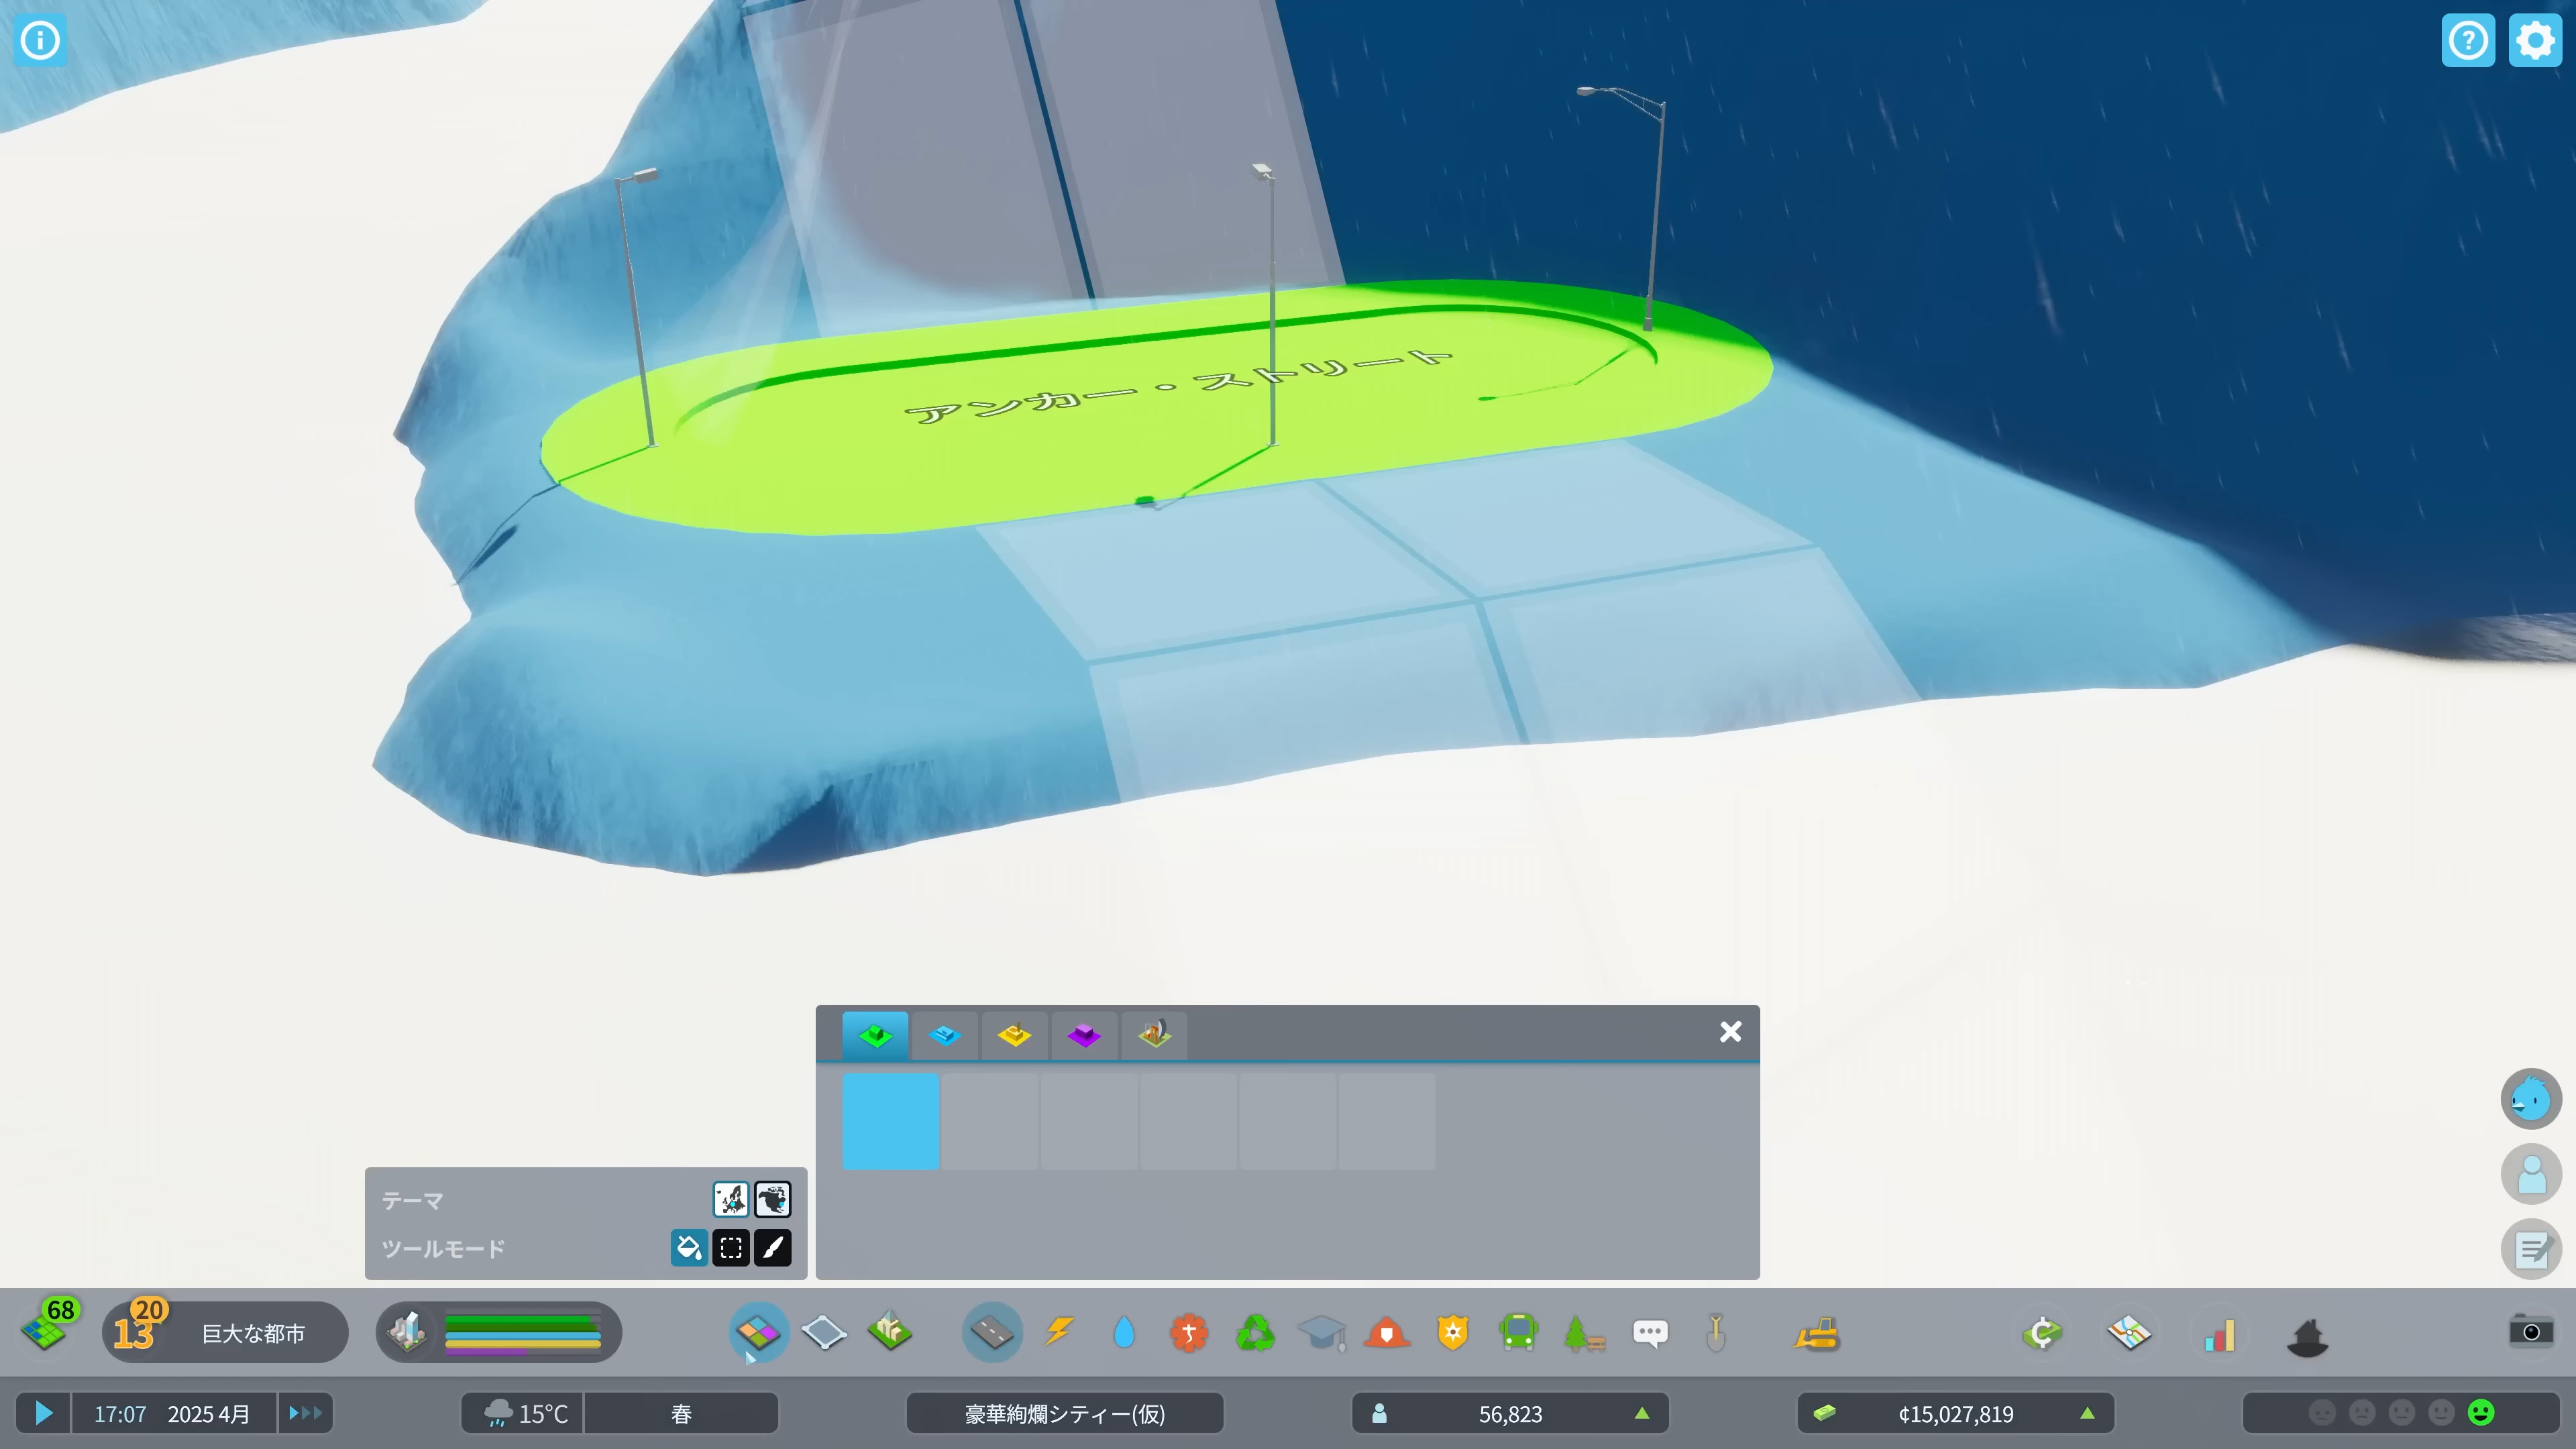 アンカー・ストリート
テーマ
ツールモード
68
20
13
巨大な都市
17:07
2025 4月
15°C
春
豪華絢爛シティー(仮)
56,823
¢15,027,819